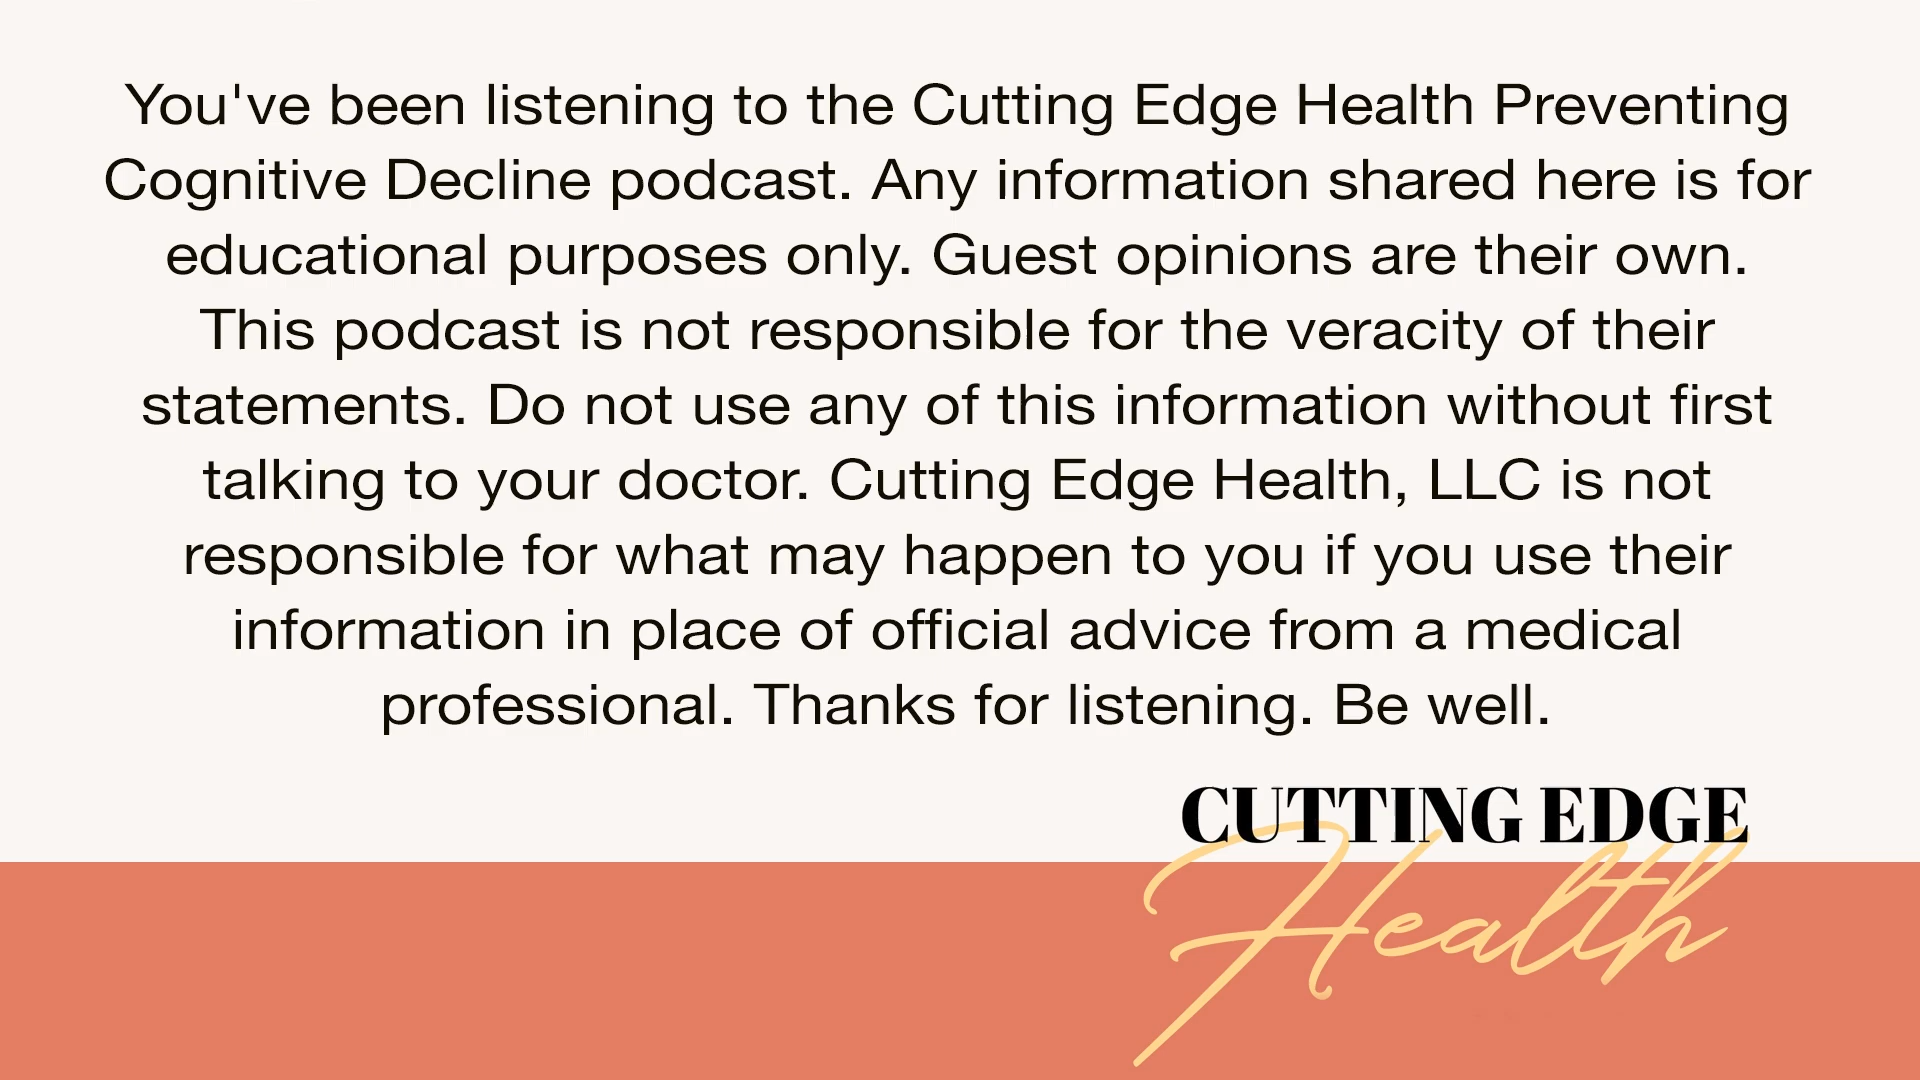 You've been listening to the Cutting Edge Health Preventing
Cognitive Decline podcast. Any information shared here is for
educational purposes only. Guest opinions are their own.
This podcast is not responsible for the veracity of their
statements. Do not use any of this information without first
talking to your doctor. Cutting Edge Health, LLC is not
responsible for what may happen to you if you use their
information in place of official advice from a medical
professional. Thanks for listening. Be well.
CUTTING EDGE
Health